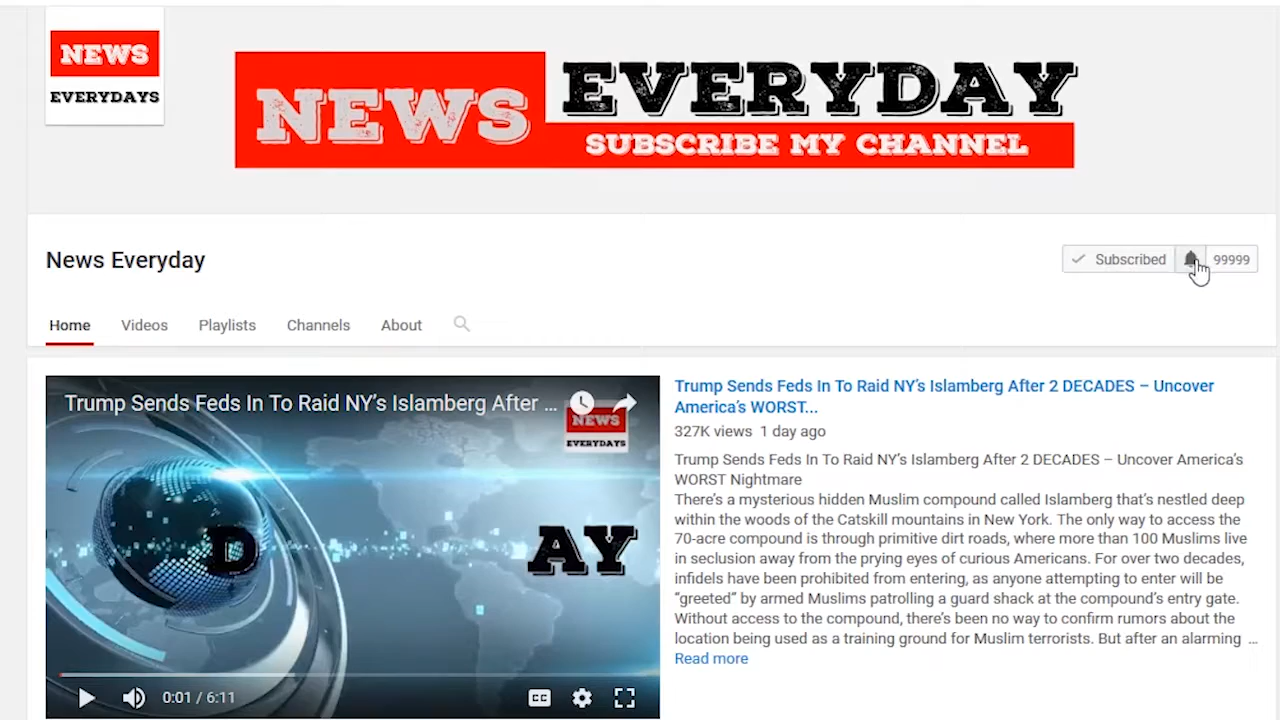 NEWS
EVERYDAYS
NEWS
EVERYDAY
SUBSCRIBE MY CHANNEL
News Everyday
Subscribed
99999
Home
Videos
Playlists
Channels
About
Trump Sends Feds In To Raid NY's Islamberg After ...
NEWS
EVERYDAYS
D
AY
0:01 / 6:11
CC
Trump Sends Feds In To Raid NY's Islamberg After 2 DECADES – Uncover
America's WORST...
327K views 1 day ago
Trump Sends Feds In To Raid NY's Islamberg After 2 DECADES – Uncover America's
WORST Nightmare
There's a mysterious hidden Muslim compound called Islamberg that's nestled deep
within the woods of the Catskill mountains in New York. The only way to access the
70-acre compound is through primitive dirt roads, where more than 100 Muslims live
in seclusion away from the prying eyes of curious Americans. For over two decades,
infidels have been prohibited from entering, as anyone attempting to enter will be
"greeted" by armed Muslims patrolling a guard shack at the compound's entry gate.
Without access to the compound, there's been no way to confirm rumors about the
location being used as a training ground for Muslim terrorists. But after an alarming ...
Read more